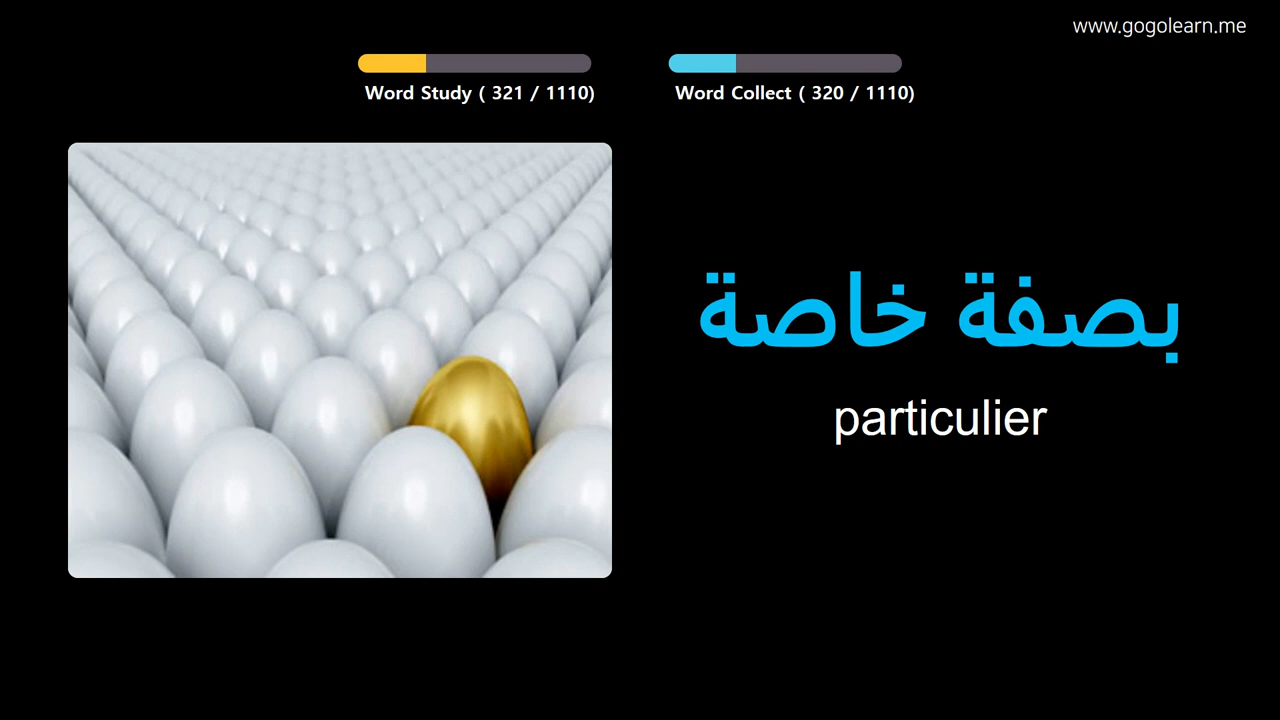 www.gogolearn.me
Word Study ( 321 / 1110)
Word Collect ( 320 / 1110)
بصفة خاصة
particulier